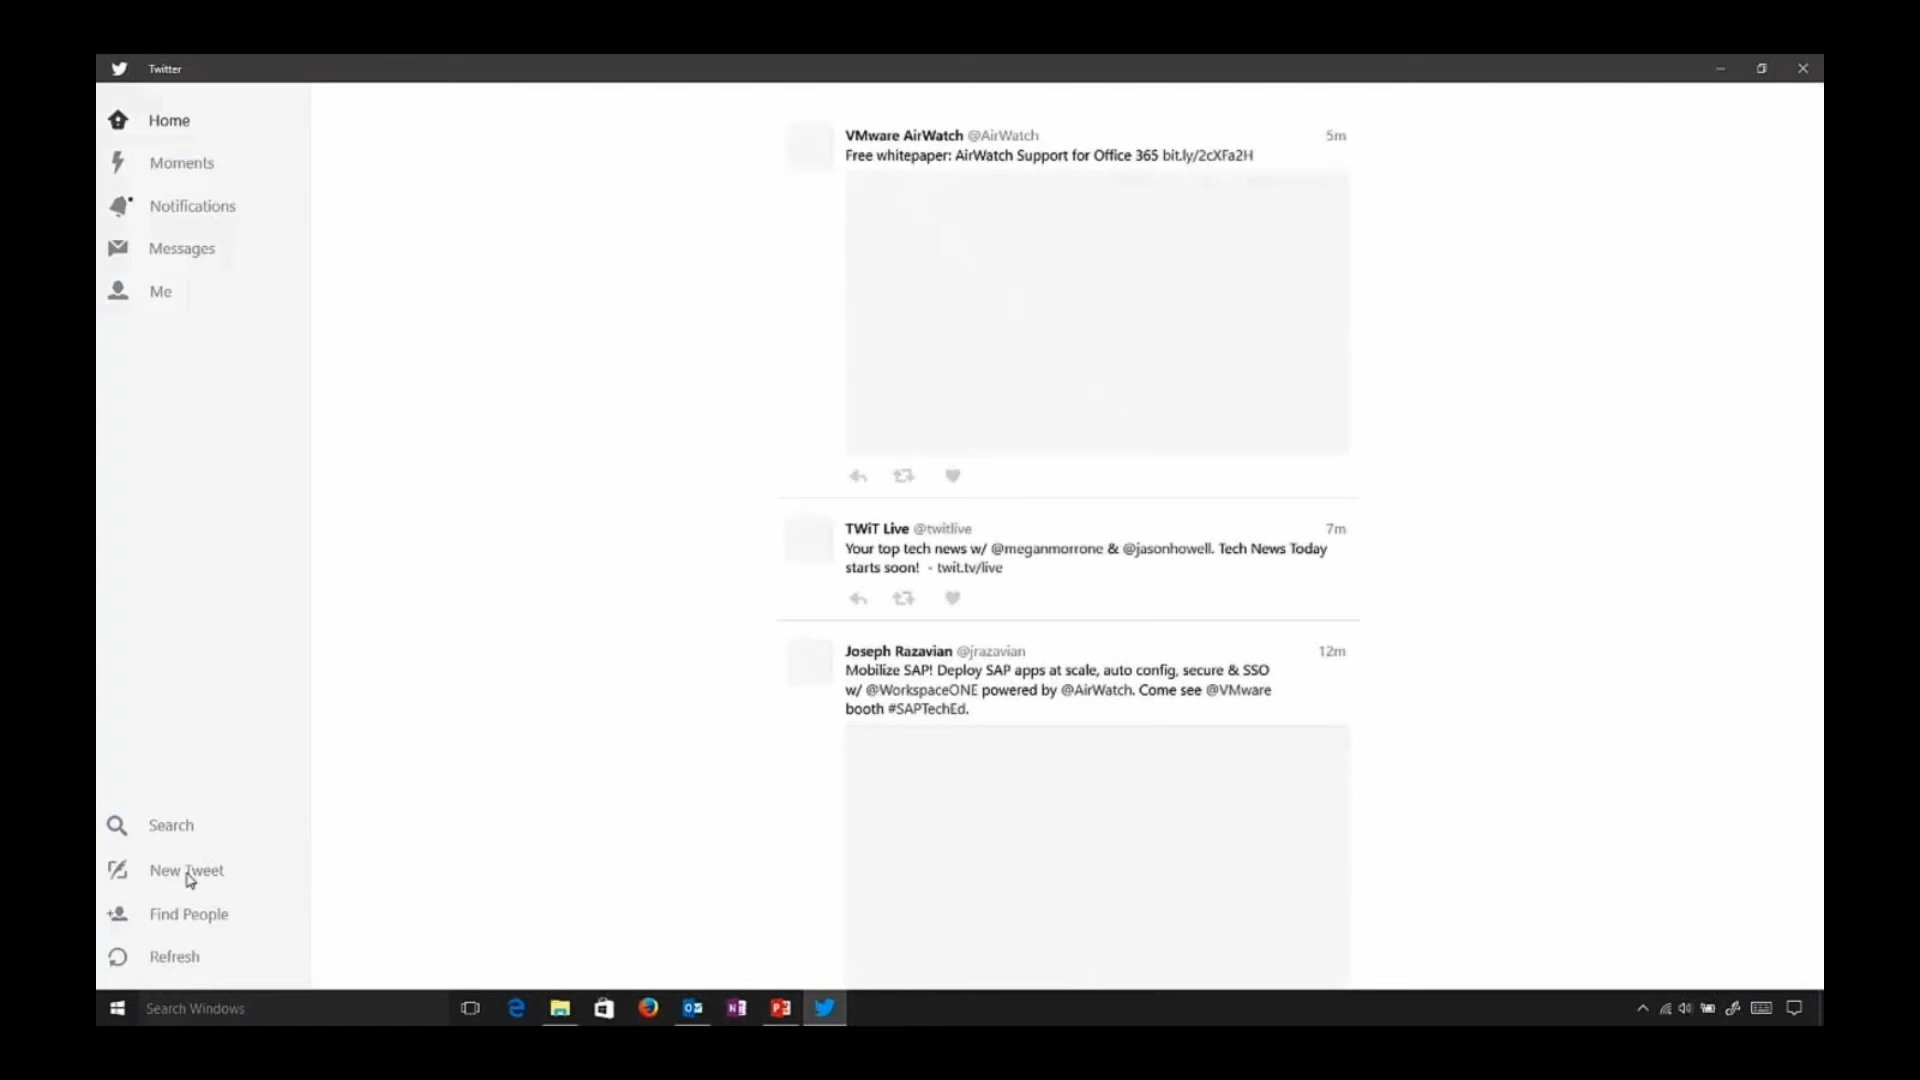 Twitter
Home
Moments
Notifications
Messages
Me
Search
New Tweet
Find People
Refresh
VMware AirWatch @AirWatch 5m
Free whitepaper: AirWatch Support for Office 365 bit.ly/2cXFa2H
TWiT Live @twitlive 7m
Your top tech news w/ @meganmorrone & @jasonhowell. Tech News Today
starts soon! - twit.tv/live
Joseph Razavian @jrazavian 12m
Mobilize SAP! Deploy SAP apps at scale, auto config, secure & SSO
w/ @WorkspaceONE powered by @AirWatch. Come see @VMware
booth #SAPTechEd.
Search Windows